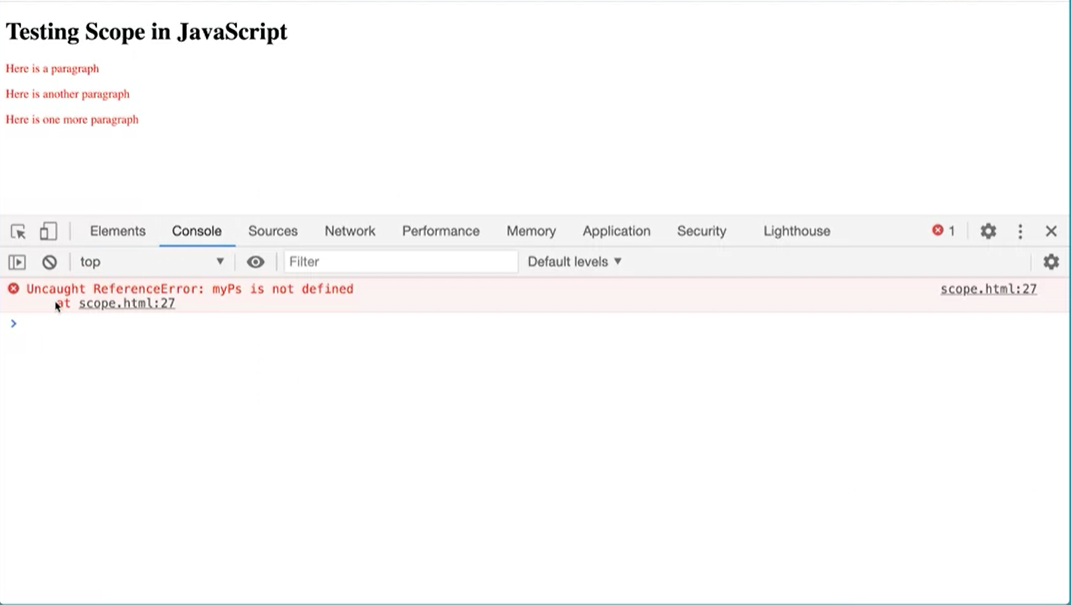 Testing Scope in JavaScript
Here is a paragraph
Here is another paragraph
Here is one more paragraph
Elements Console Sources Network Performance Memory Application Security Lighthouse 1
top Filter Default levels
Uncaught ReferenceError: myPs is not defined scope.html:27
at scope.html:27